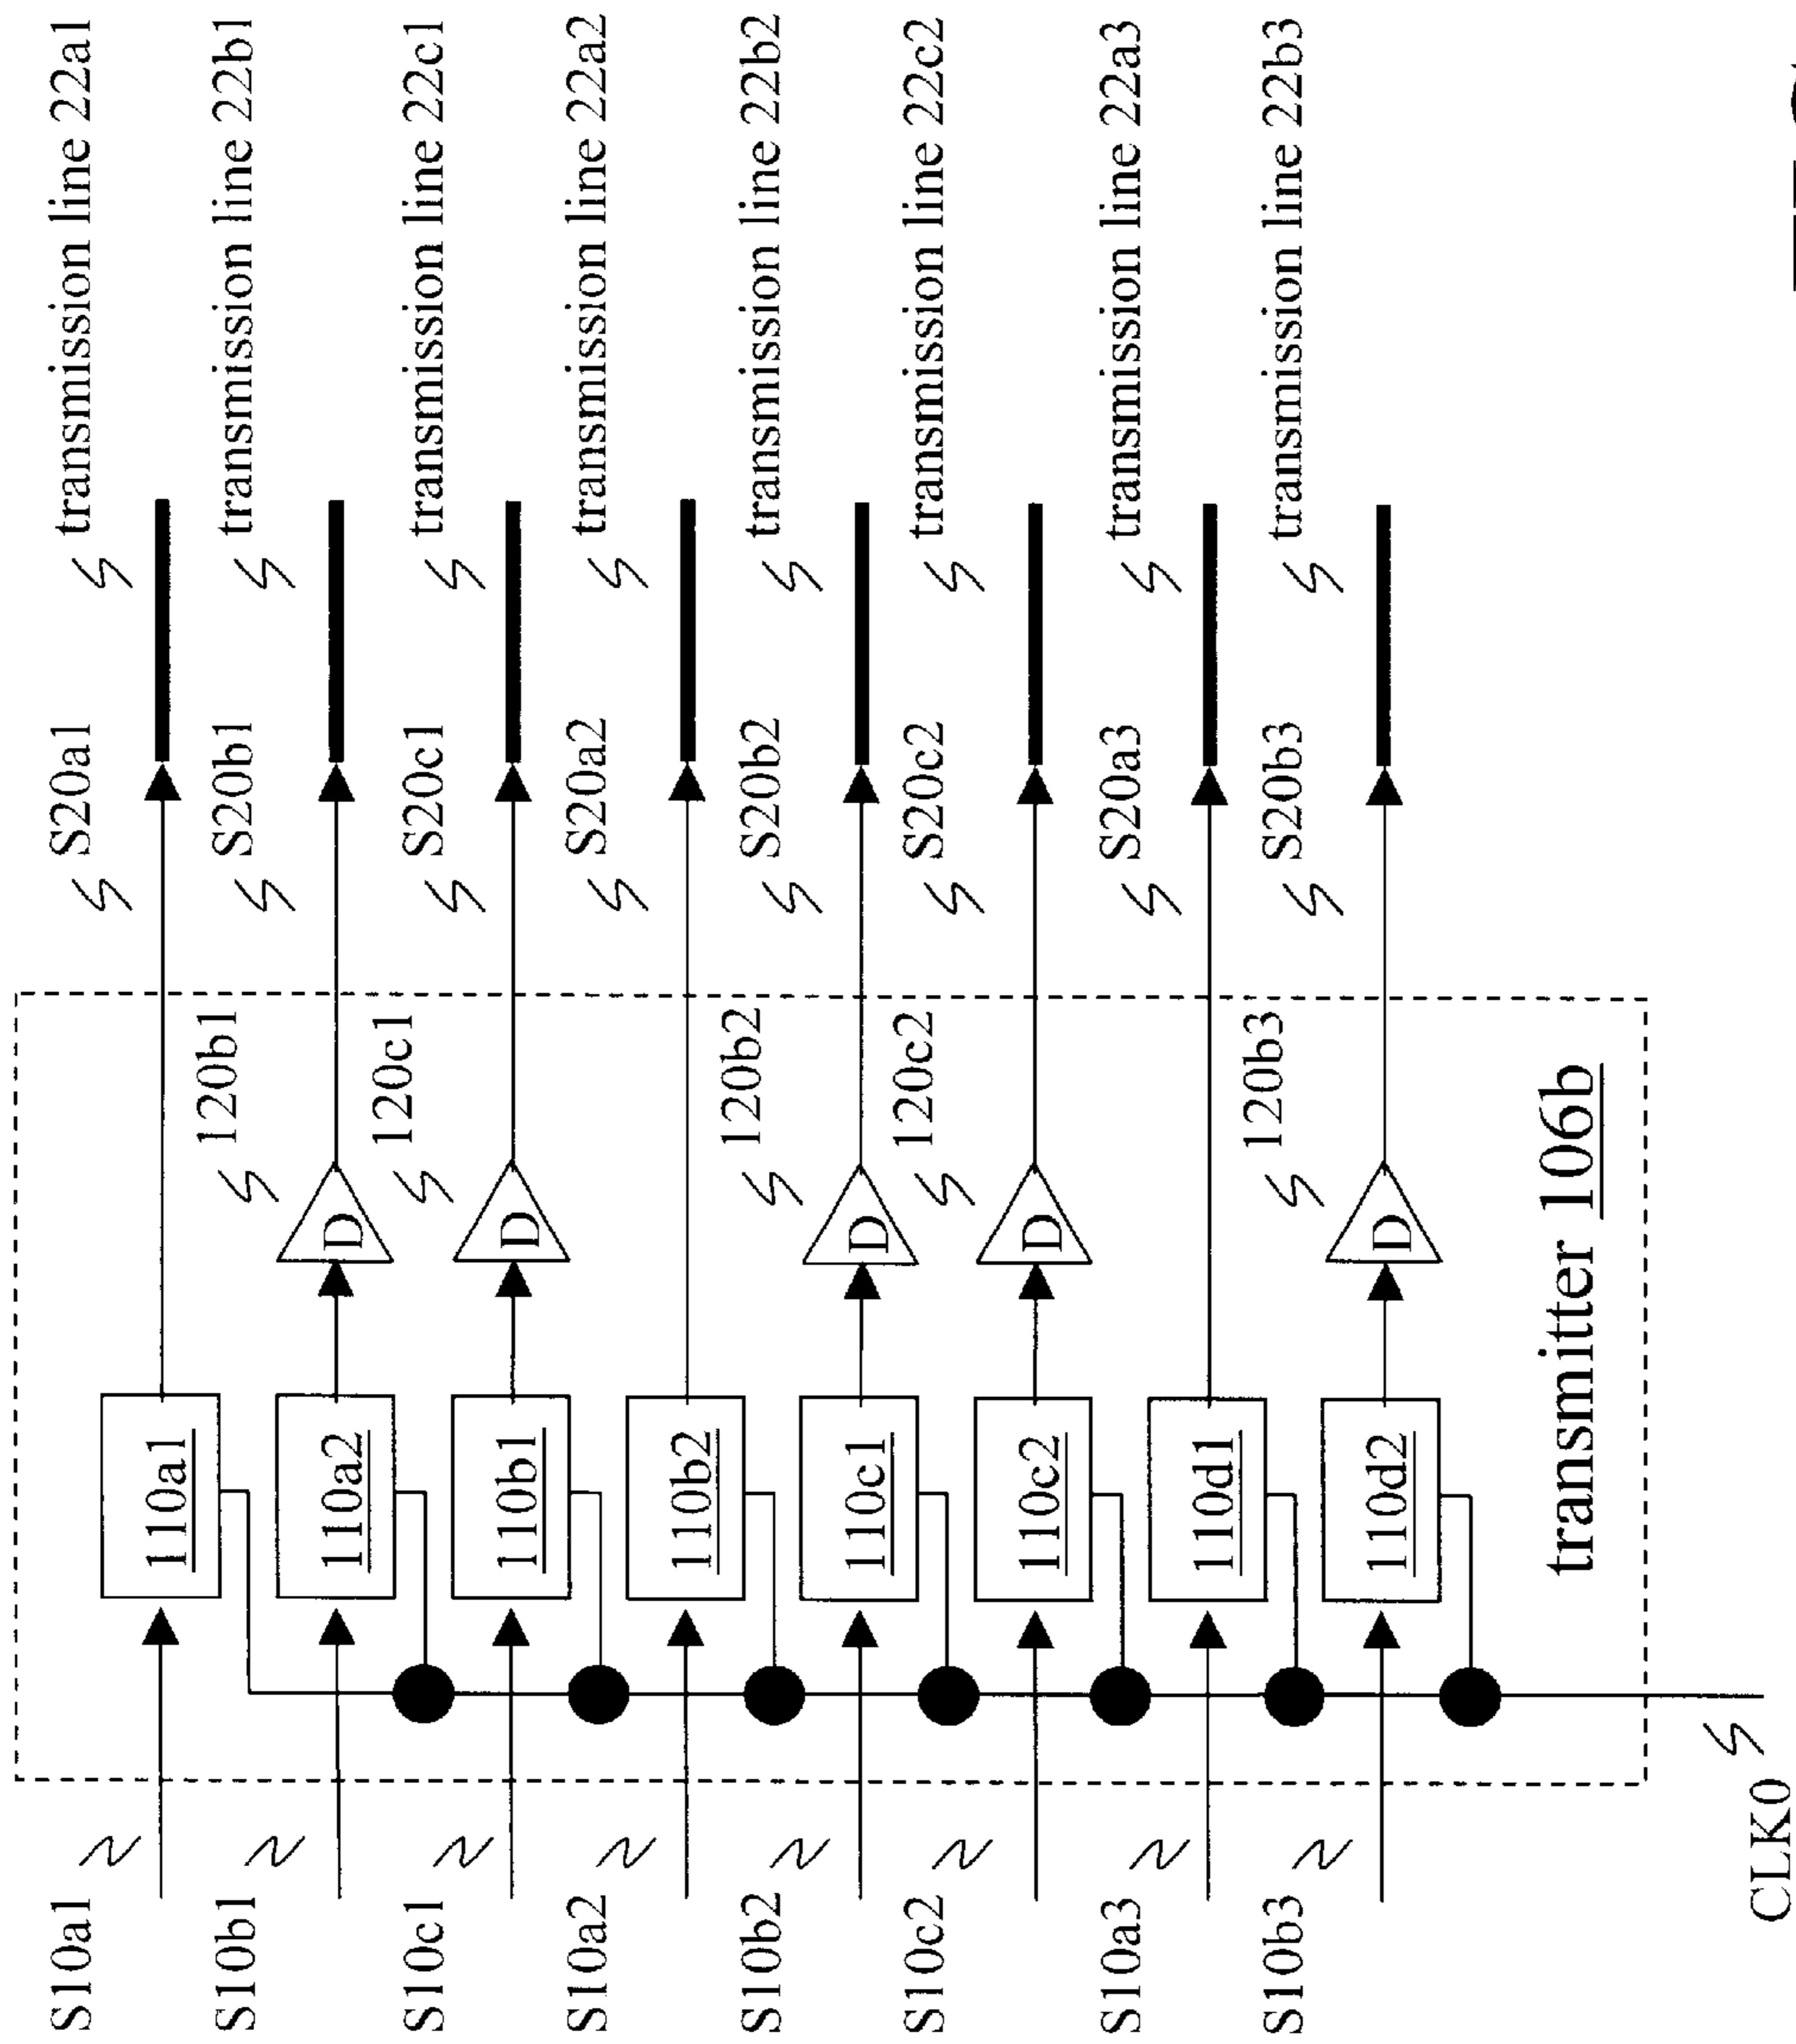 S10a1
110a1
S20a1
transmission line 22a1
S10b1
110a2
D
120b1
S20b1
transmission line 22b1
S10c1
110b1
D
120c1
S20c1
transmission line 22c1
S10a2
110b2
S20a2
transmission line 22a2
S10b2
110c1
D
120b2
S20b2
transmission line 22b2
S10c2
110c2
D
120c2
S20c2
transmission line 22c2
S10a3
110d1
S20a3
transmission line 22a3
S10b3
110d2
D
120b3
S20b3
transmission line 22b3
transmitter 106b
CLK0